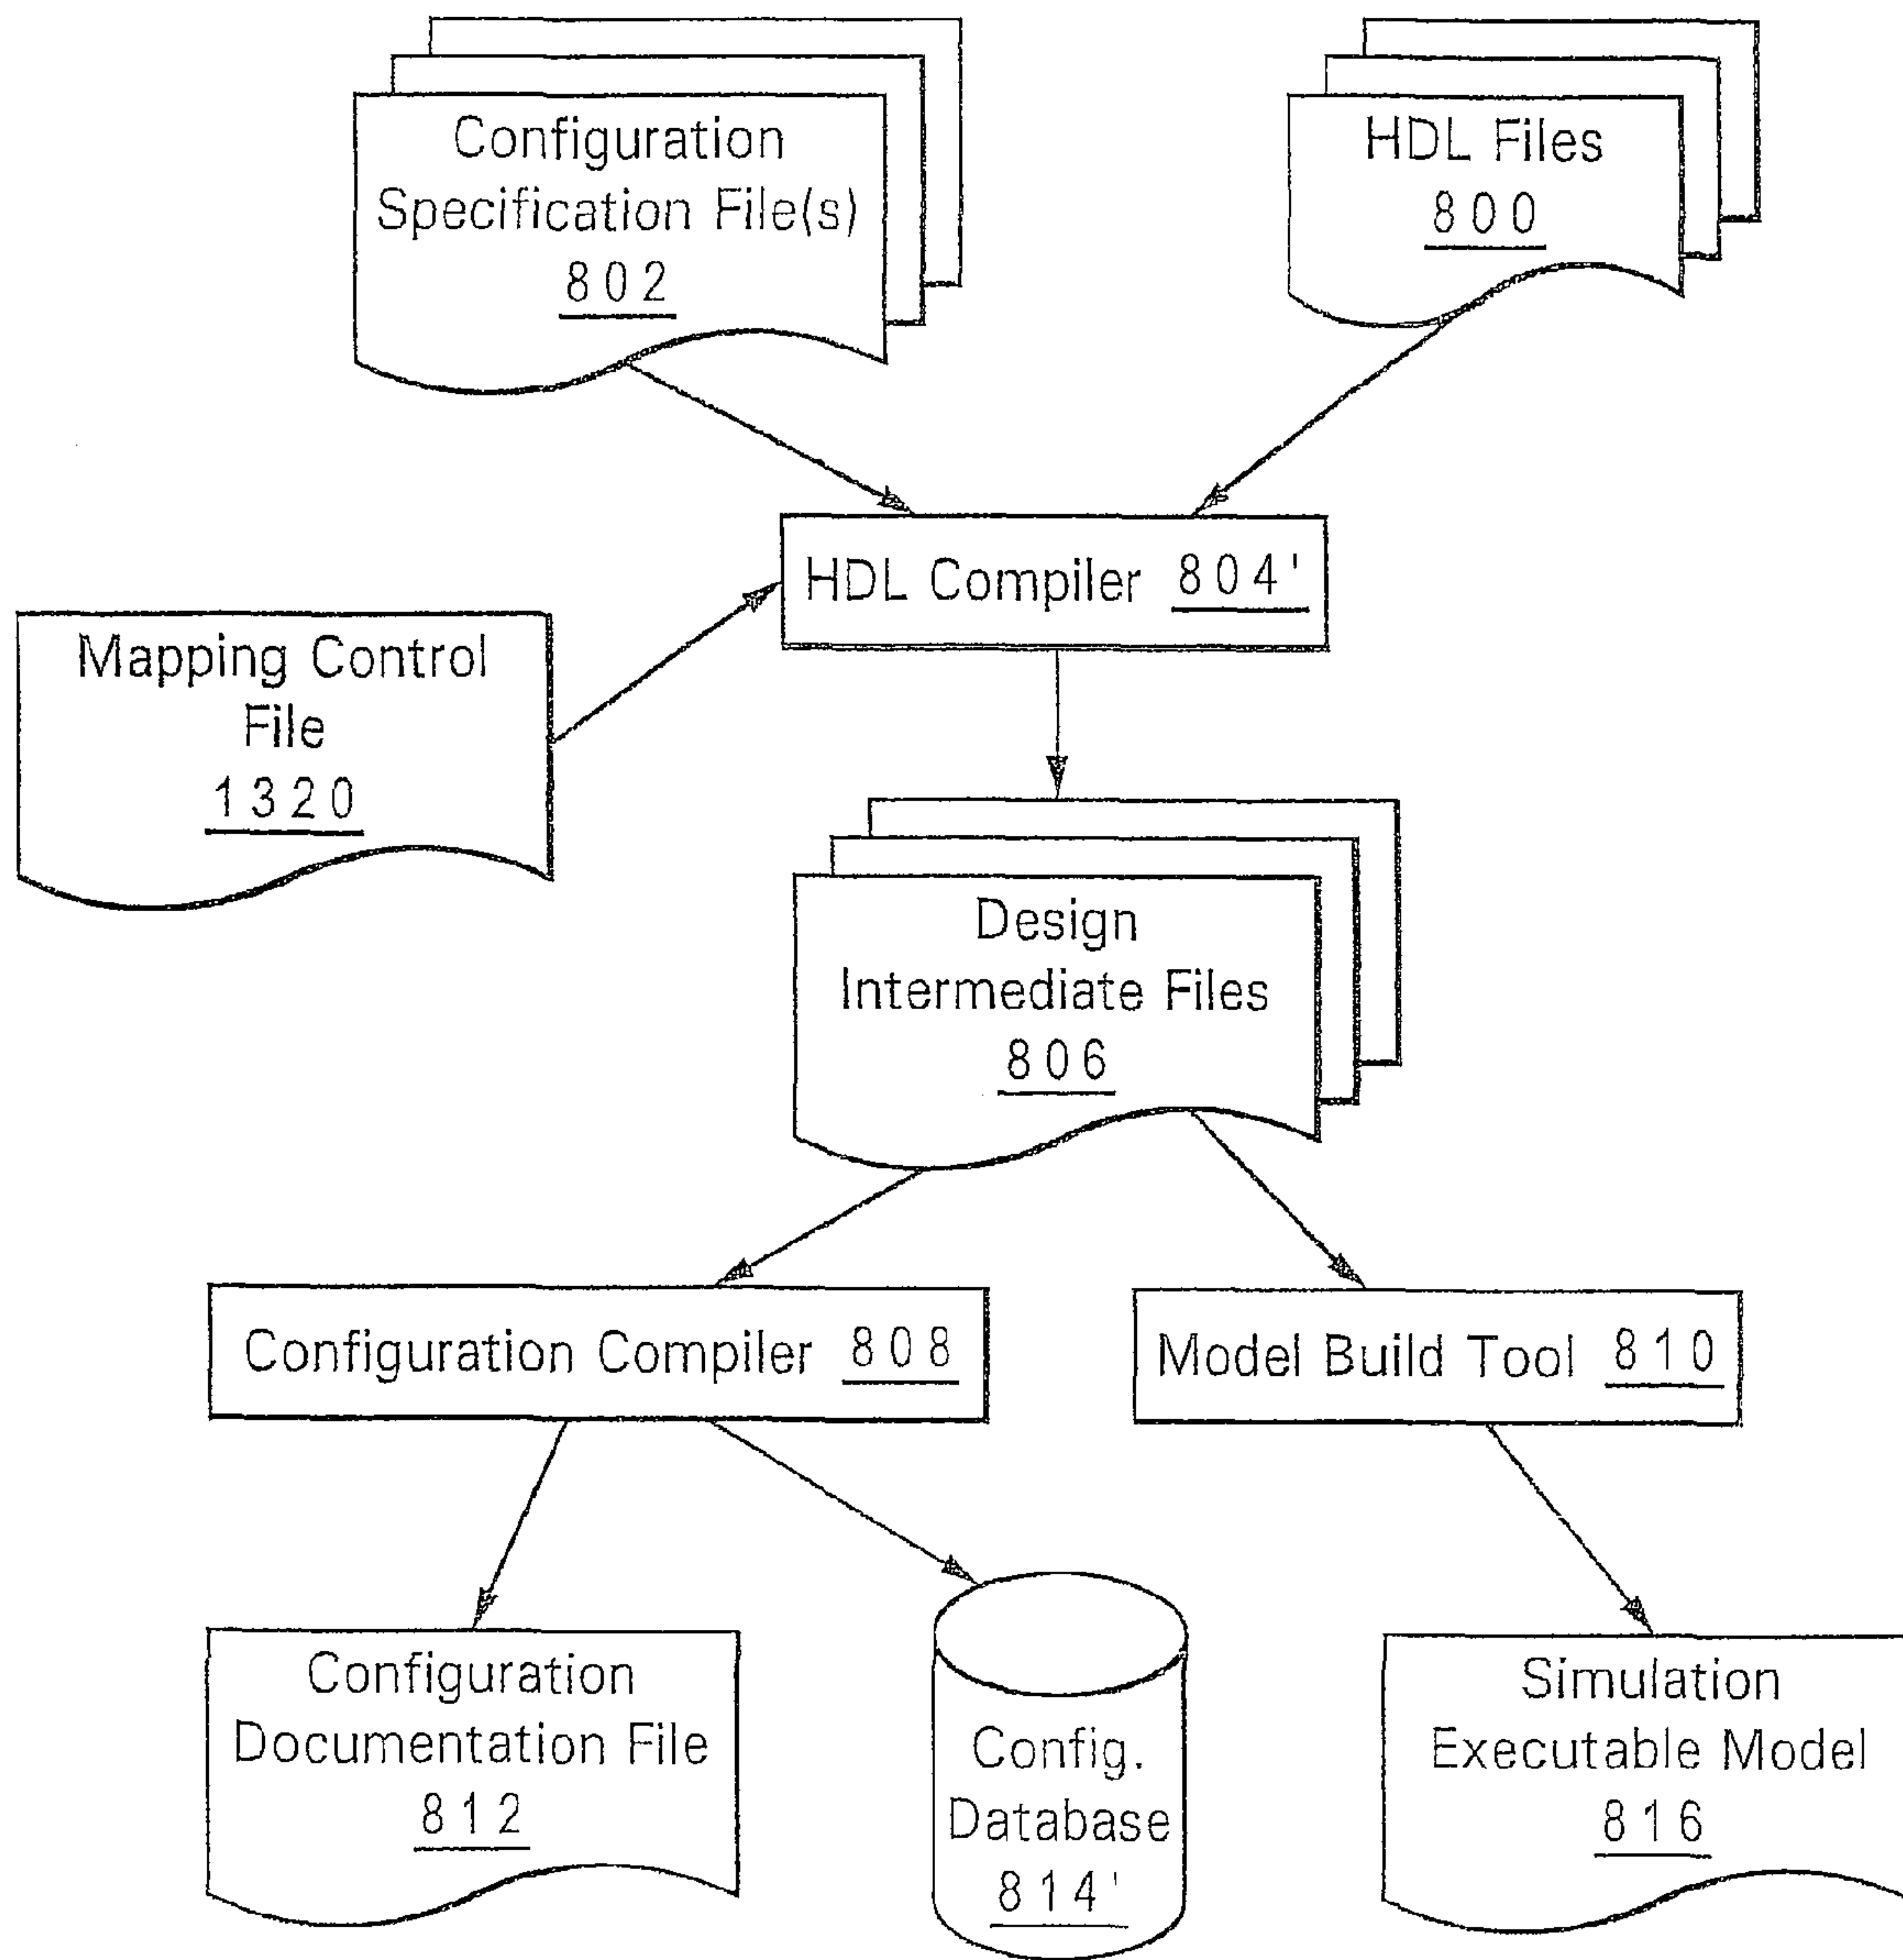 Configuration
Specification File(s)
802
HDL Files
800
HDL Compiler 804'
Mapping Control
File
1320
Design
Intermediate Files
806
Configuration Compiler 808
Model Build Tool 810
Configuration
Documentation File
812
Config.
Database
814'
Simulation
Executable Model
816